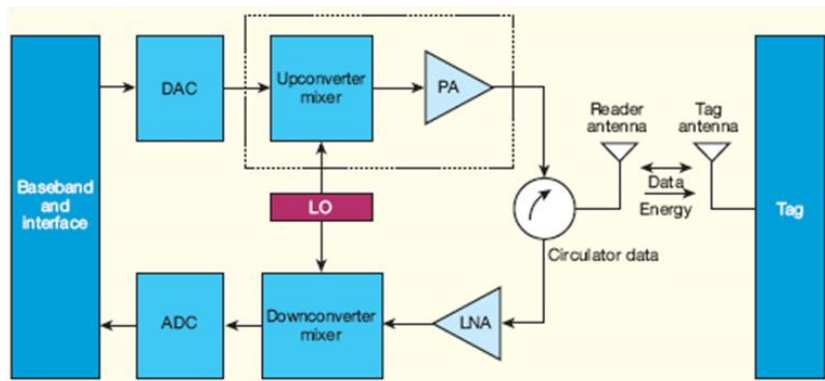 DAC
Upconverter
mixer
PA
Reader
antenna
Tag
antenna
Baseband
and
interface
LO
Data
Energy
Tag
Circulator data
ADC
Downconverter
mixer
LNA